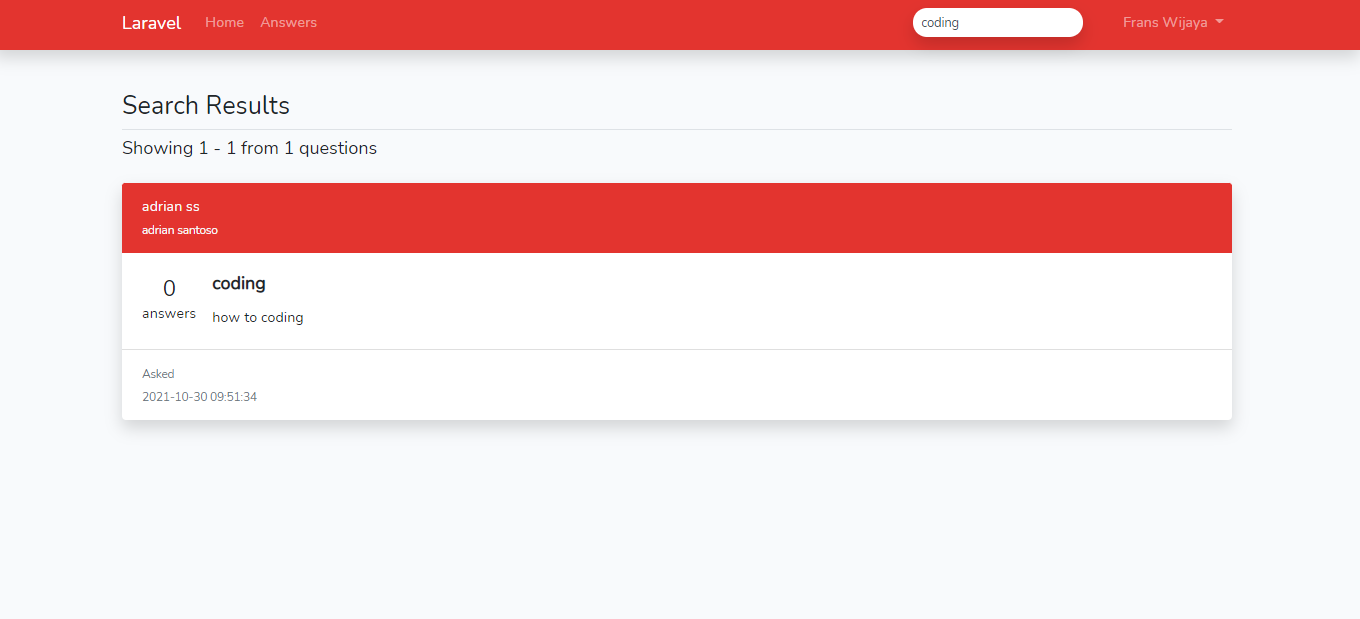 Laravel Home Answers coding Frans Wijaya
Search Results
Showing 1 - 1 from 1 questions
adrian ss
adrian santoso
0
answers
coding
how to coding
Asked
2021-10-30 09:51:34